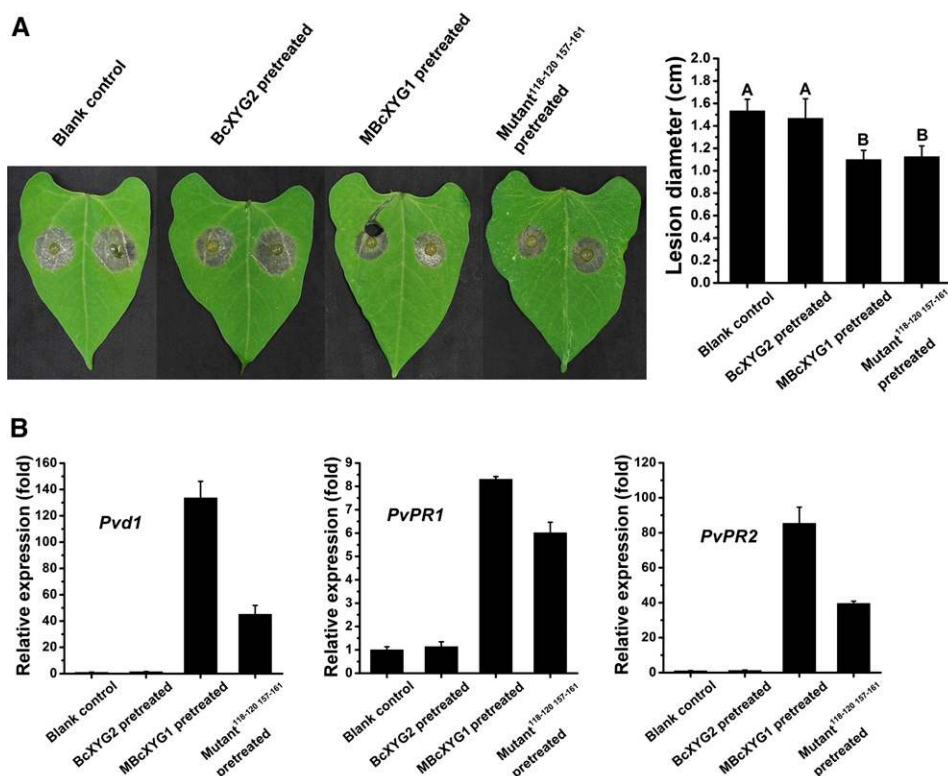 A
Blank control
BcXYG2 pretreated
MBcXYG1 pretreated
Mutant118-120 157-161
pretreated
Lesion diameter (cm)
1.8
1.6
1.4
1.2
1.0
0.8
0.6
0.4
0.2
0.0
A
A
B
B
Blank control
BcXYG2 pretreated
MBcXYG1 pretreated
Mutant118-120 157-161
pretreated
B
Relative expression (fold)
160
140
120
100
80
60
40
20
0
Pvd1
Blank control
BcXYG2 pretreated
MBcXYG1 pretreated
Mutant118-120 157-161
pretreated
Relative expression (fold)
9
8
7
6
5
4
3
2
1
0
PvPR1
Blank control
BcXYG2 pretreated
MBcXYG1 pretreated
Mutant118-120 157-161
pretreated
Relative expression (fold)
120
100
80
60
40
20
0
PvPR2
Blank control
BcXYG2 pretreated
MBcXYG1 pretreated
Mutant118-120 157-161
pretreated